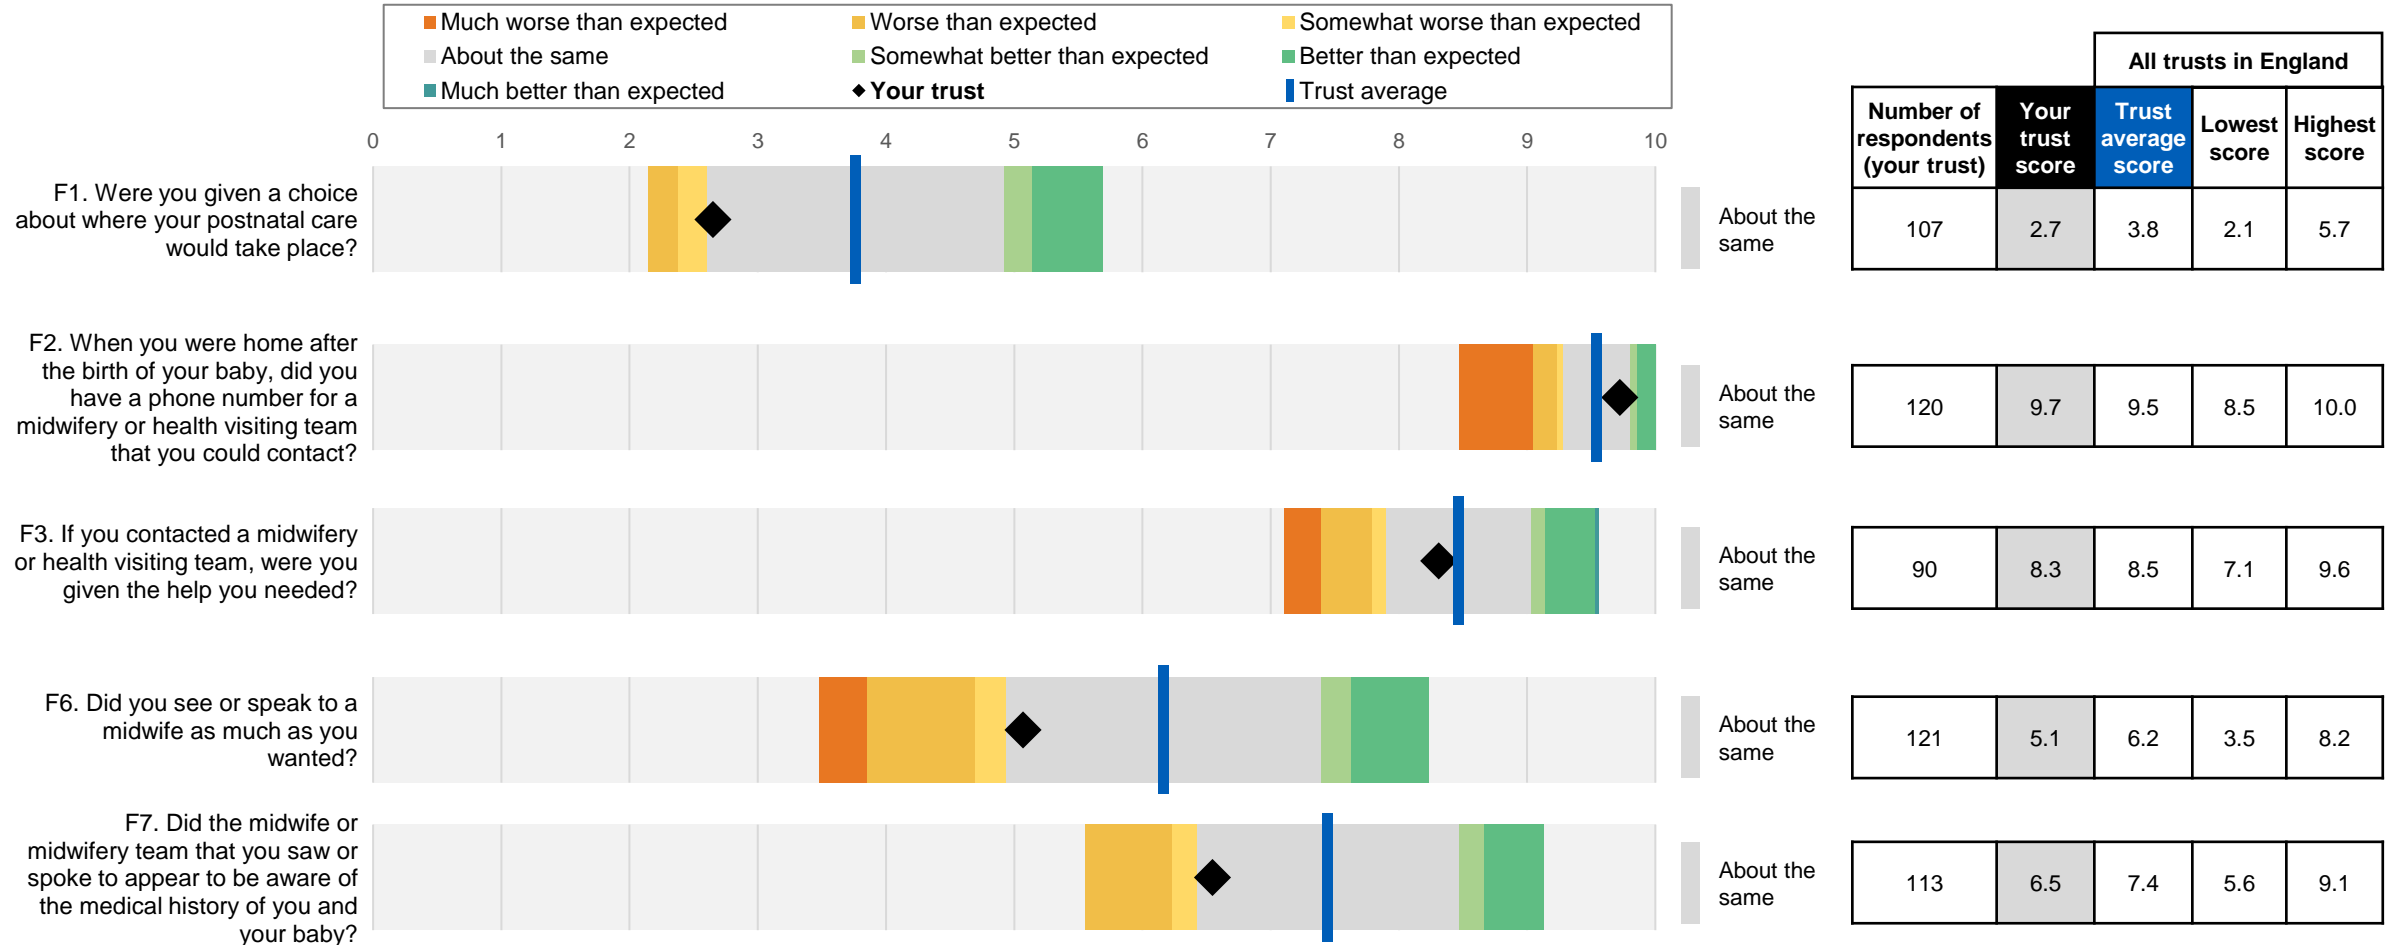 Much worse than expected
Worse than expected
Somewhat worse than expected
About the same
Somewhat better than expected
Better than expected
Much better than expected
Your trust
Trust average
All trusts in England
Number of
respondents
(your trust)
Your
trust
score
Trust
average
score
Lowest
score
Highest
score
0 1 2 3 4 5 6 7 8 9 10
F1. Were you given a choice
about where your postnatal care
would take place?
About the
same
107 2.7 3.8 2.1 5.7
F2. When you were home after
the birth of your baby, did you
have a phone number for a
midwifery or health visiting team
that you could contact?
About the
same
120 9.7 9.5 8.5 10.0
F3. If you contacted a midwifery
or health visiting team, were you
given the help you needed?
About the
same
90 8.3 8.5 7.1 9.6
F6. Did you see or speak to a
midwife as much as you
wanted?
About the
same
121 5.1 6.2 3.5 8.2
F7. Did the midwife or
midwifery team that you saw or
spoke to appear to be aware of
the medical history of you and
your baby?
About the
same
113 6.5 7.4 5.6 9.1